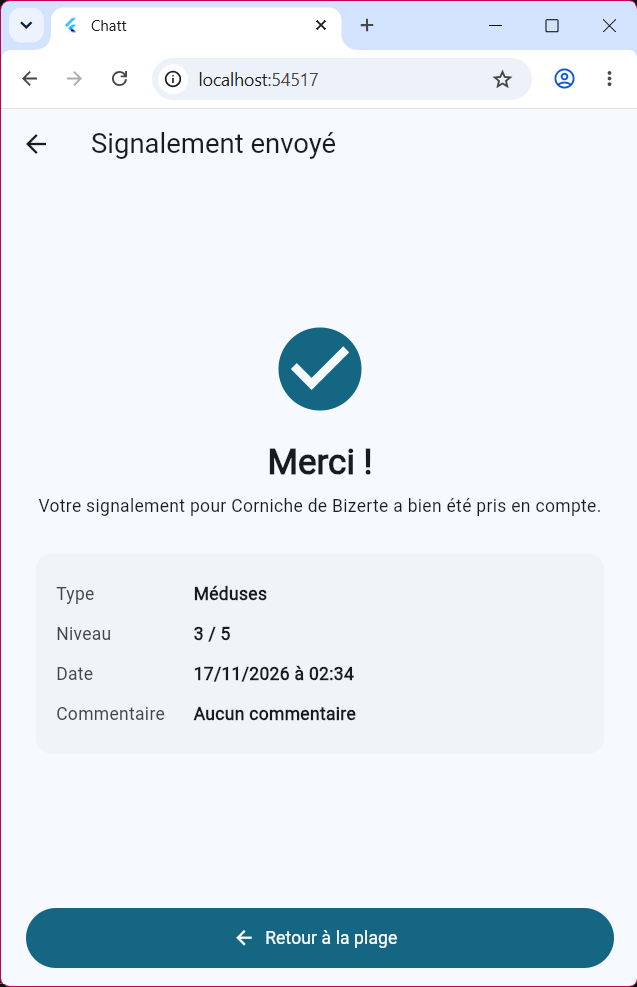 Chatt
localhost:54517
Signalement envoyé
Merci !
Votre signalement pour Corniche de Bizerte a bien été pris en compte.
Type Méduses
Niveau 3 / 5
Date 17/11/2026 à 02:34
Commentaire Aucun commentaire
Retour à la plage